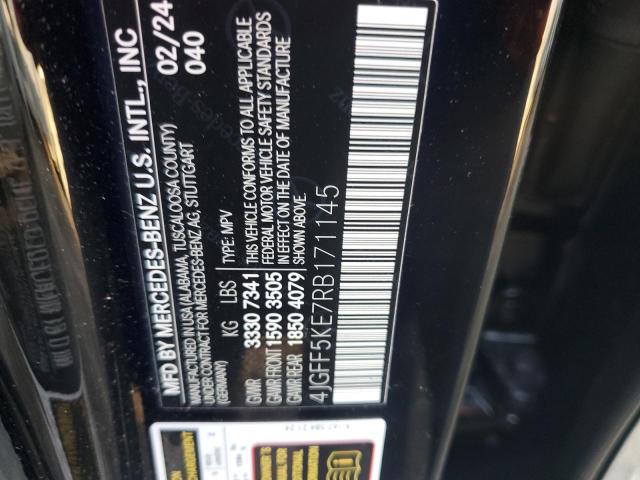 MFD BY MERCEDES-BENZ U.S. INTL., INC
02/24
040
MANUFACTURED IN USA (ALABAMA, TUSCALOOSA COUNTY)
UNDER CONTRACT FOR MERCEDES-BENZ AG, STUTTGART
(GERMANY)
KG LBS TYPE: MPV
GAWR 3330 7341
GAWR FRONT 1590 3505
GAWR REAR 1850 4079
THIS VEHICLE CONFORMS TO ALL APPLICABLE
FEDERAL MOTOR VEHICLE SAFETY STANDARDS
IN EFFECT ON THE DATE OF MANUFACTURE
SHOWN ABOVE.
4JGFF5KE7RB171145